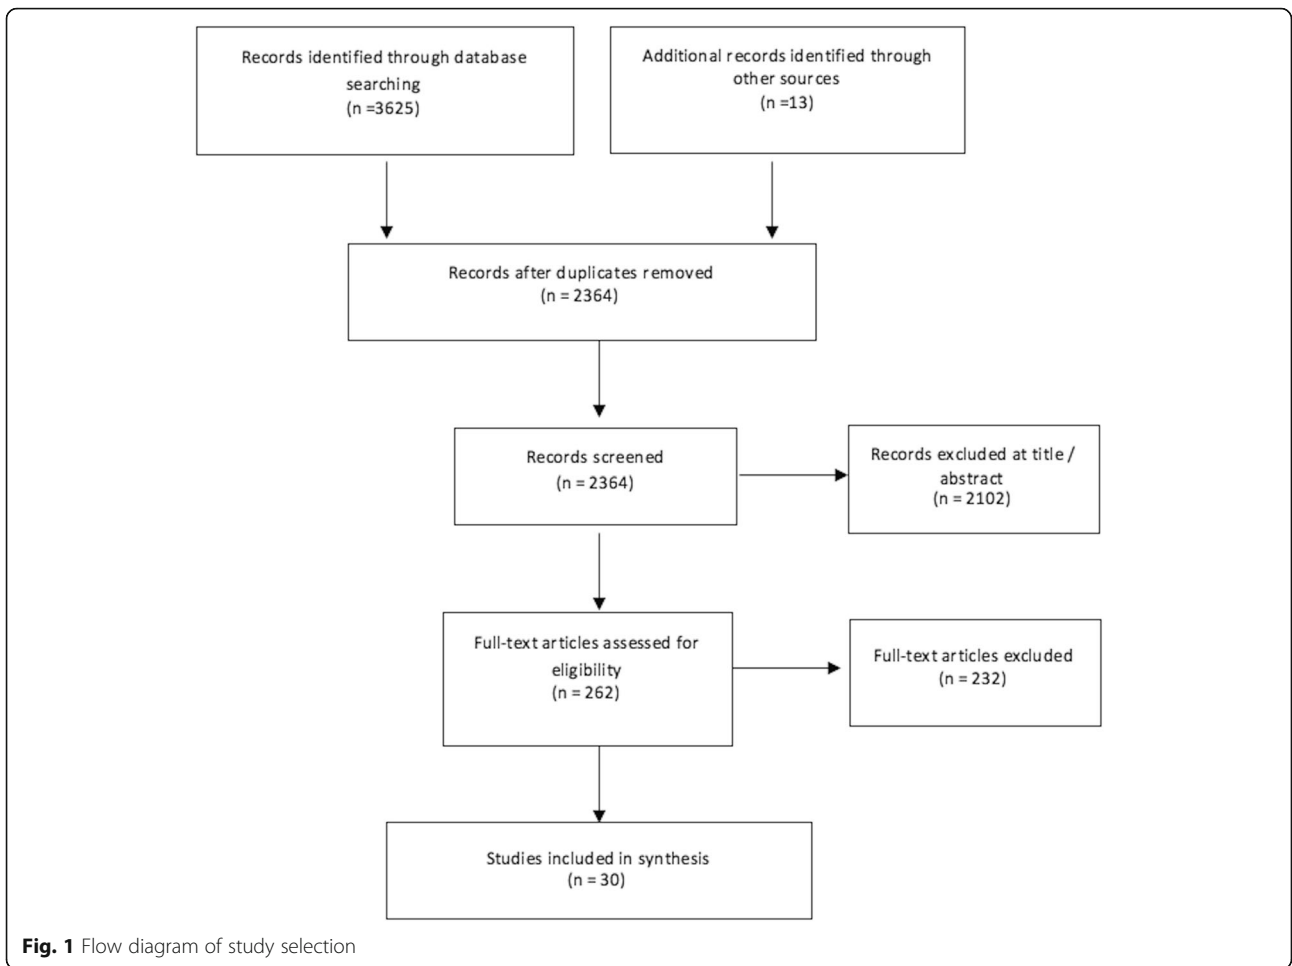 Records identified through database
searching
(n =3625)
Additional records identified through
other sources
(n =13)
Records after duplicates removed
(n = 2364)
Records screened
(n = 2364)
Records excluded at title /
abstract
(n = 2102)
Full-text articles assessed for
eligibility
(n = 262)
Full-text articles excluded
(n = 232)
Studies included in synthesis
(n = 30)
Fig. 1 Flow diagram of study selection